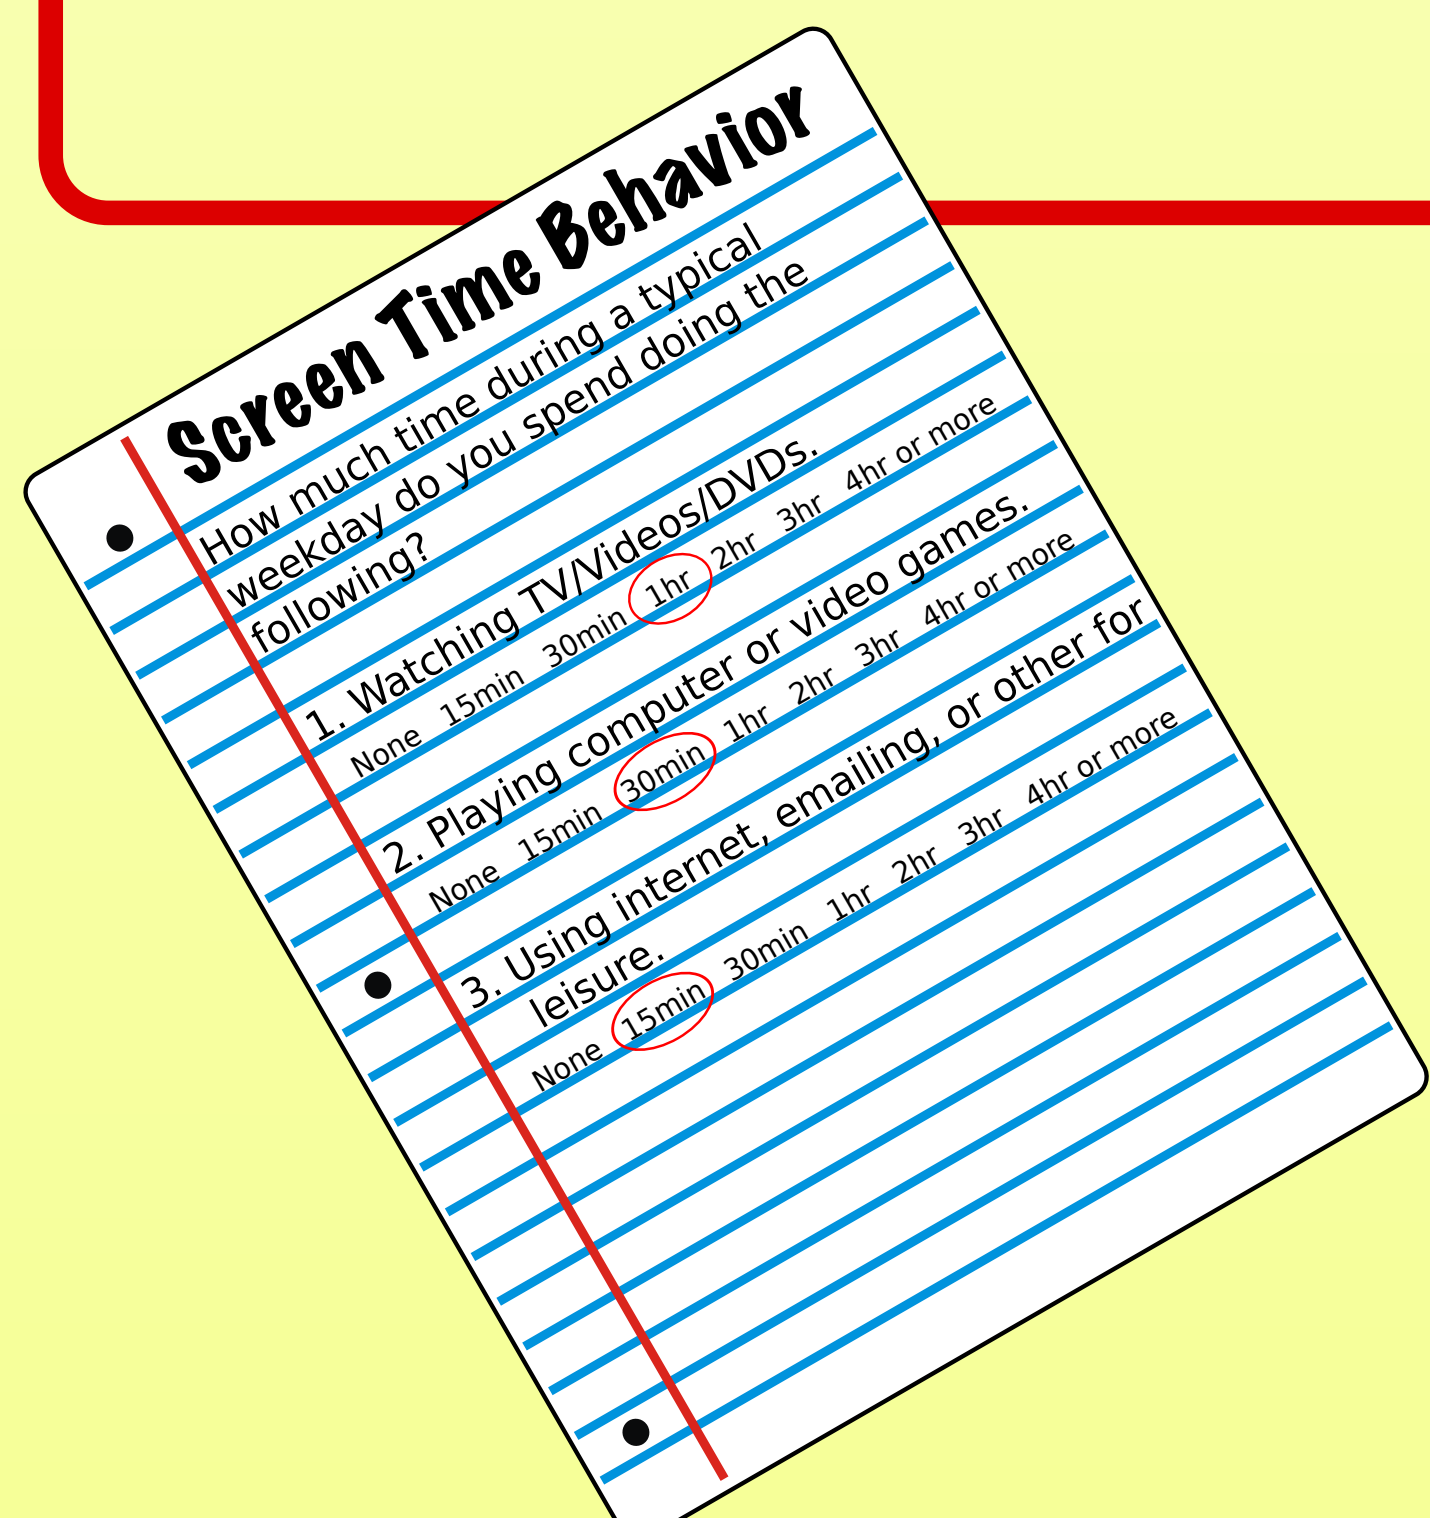 Screen Time Behavior
How much time during a typical
weekday do you spend doing the
following?
1. Watching TV/Videos/DVDs.
None 15min 30min 1hr 2hr 3hr 4hr or more
2. Playing computer or video games.
None 15min 30min 1hr 2hr 3hr 4hr or more
3. Using internet, emailing, or other for
leisure.
None 15min 30min 1hr 2hr 3hr 4hr or more